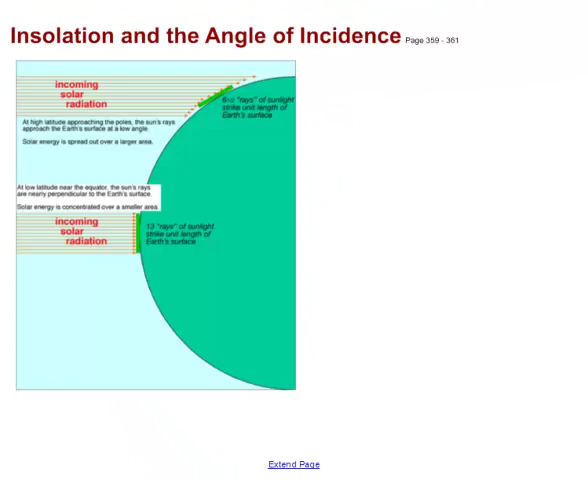 Insolation and the Angle of Incidence Page 359 - 361
incoming
solar
radiation
6½ "rays" of sunlight
strike unit length of
Earth's surface
At high latitude approaching the poles, the sun's rays
approach the Earth's surface at a low angle.
Solar energy is spread out over a larger area.
At low latitude near the equator, the sun's rays
are nearly perpendicular to the Earth's surface.
Solar energy is concentrated over a smaller area.
incoming
solar
radiation
13 "rays" of sunlight
strike unit length of
Earth's surface
Extend Page